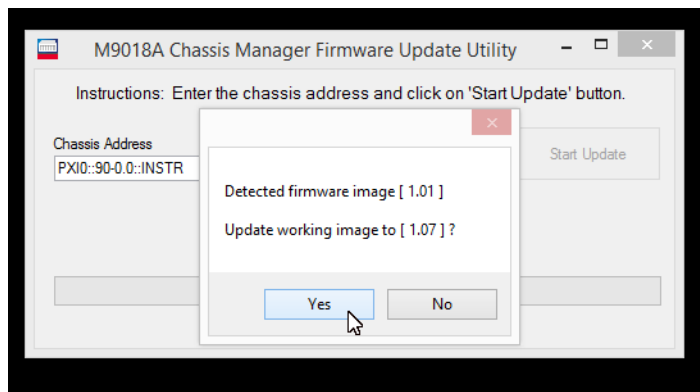 M9018A Chassis Manager Firmware Update Utility
Instructions: Enter the chassis address and click on 'Start Update' button.
Chassis Address
PXI0::90-0.0::INSTR
Start Update
Detected firmware image [ 1.01 ]
Update working image to [ 1.07 ] ?
Yes
No